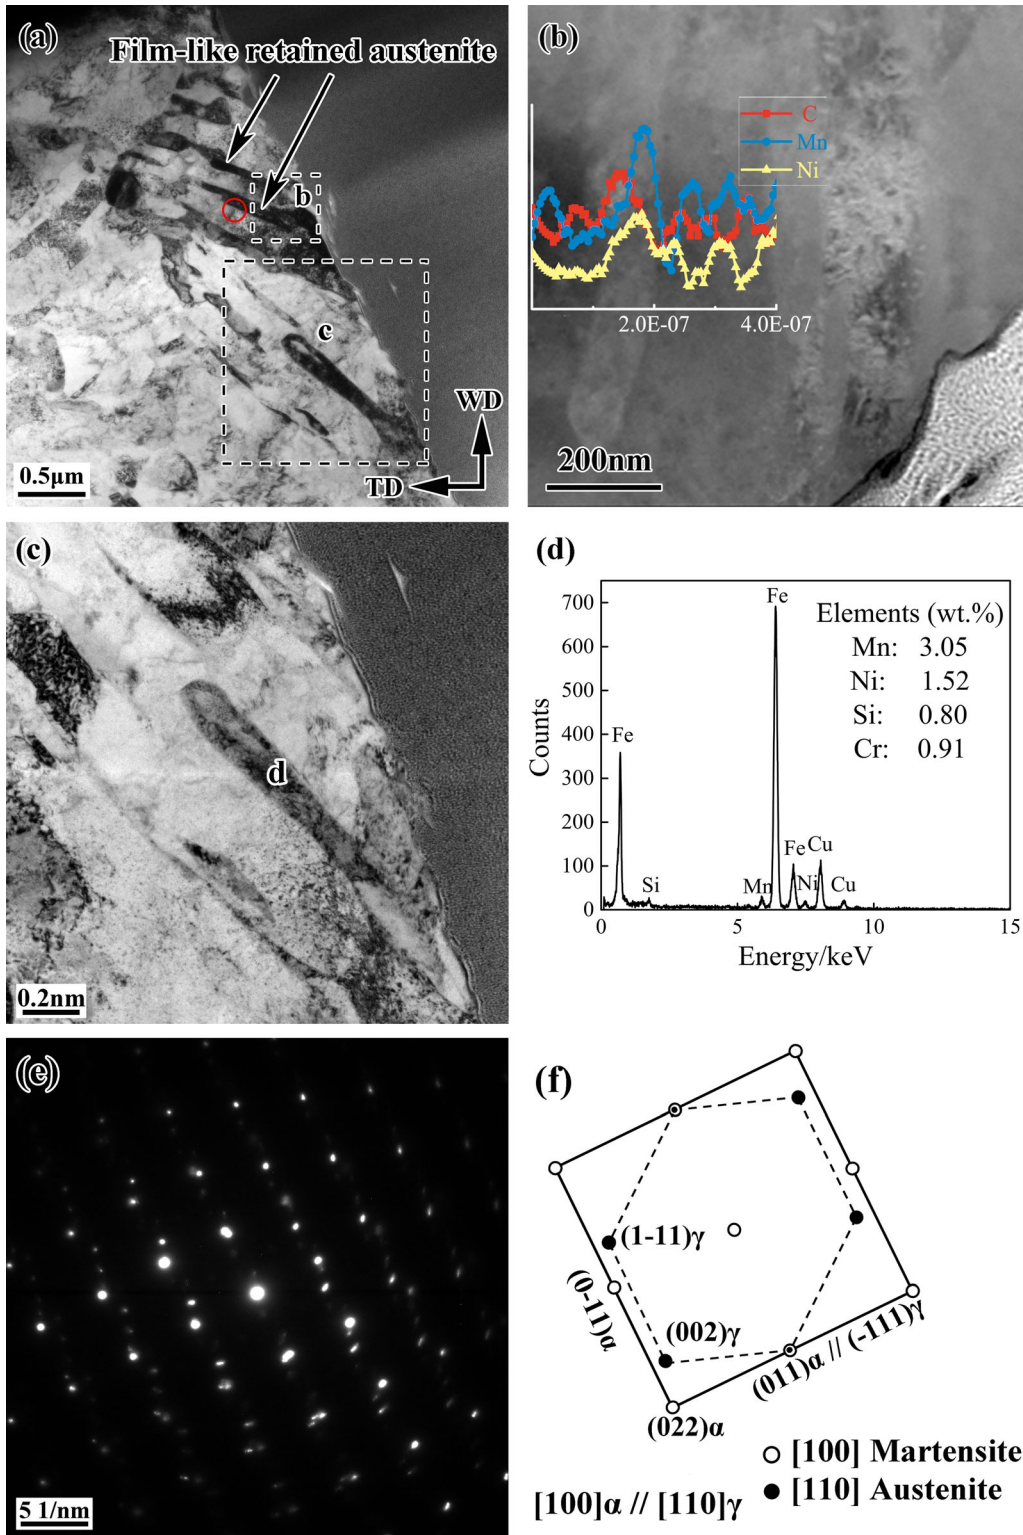 (a)
Film-like retained austenite
b
c
WD
TD
0.5μm
(b)
C
Mn
Ni
2.0E-07 4.0E-07
200nm
(c)
d
0.2nm
(d)
700
600
500
400
300
200
100
0
Counts
Fe
Fe
Elements (wt.%)
Mn: 3.05
Ni: 1.52
Si: 0.80
Cr: 0.91
Si
Mn
Fe
Ni
Cu
Cu
0 5 10 15
Energy/keV
(e)
5 1/nm
(f)
(1-11)γ
(0-11)α
(002)γ
(011)α // (-111)γ
(022)α
[100] Martensite
[110] Austenite
[100]α // [110]γ